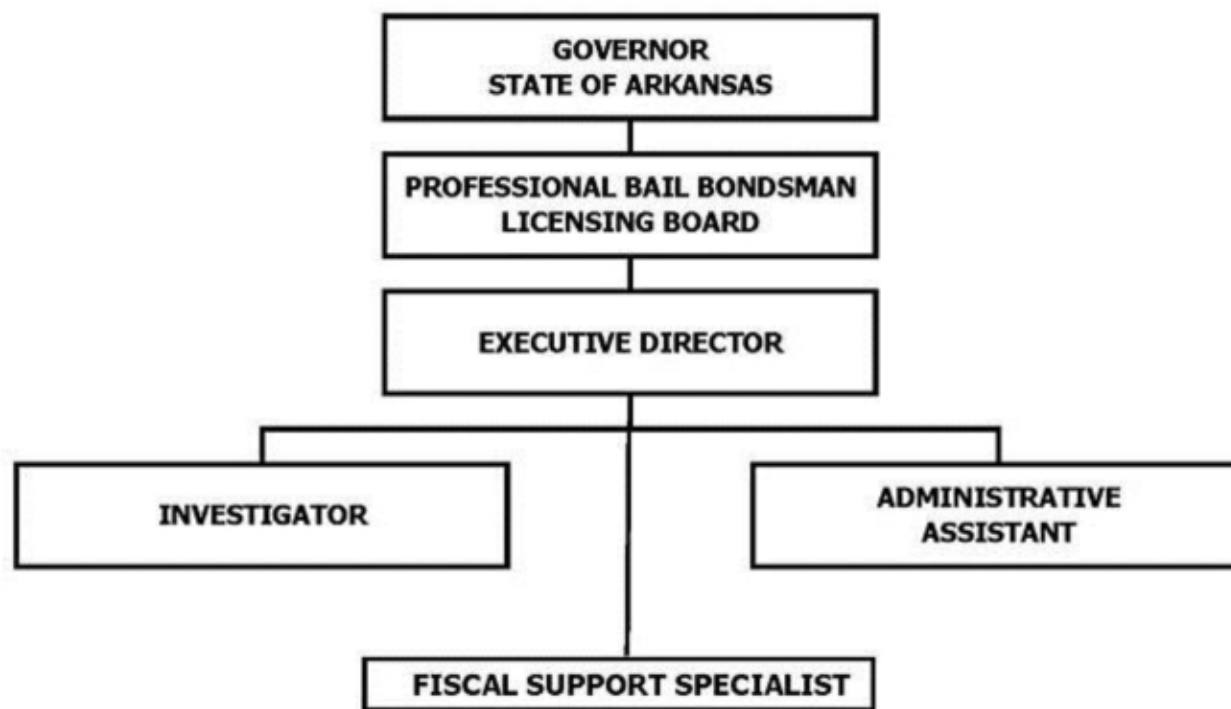 GOVERNOR
STATE OF ARKANSAS
PROFESSIONAL BAIL BONDSMAN
LICENSING BOARD
EXECUTIVE DIRECTOR
INVESTIGATOR
ADMINISTRATIVE
ASSISTANT
FISCAL SUPPORT SPECIALIST